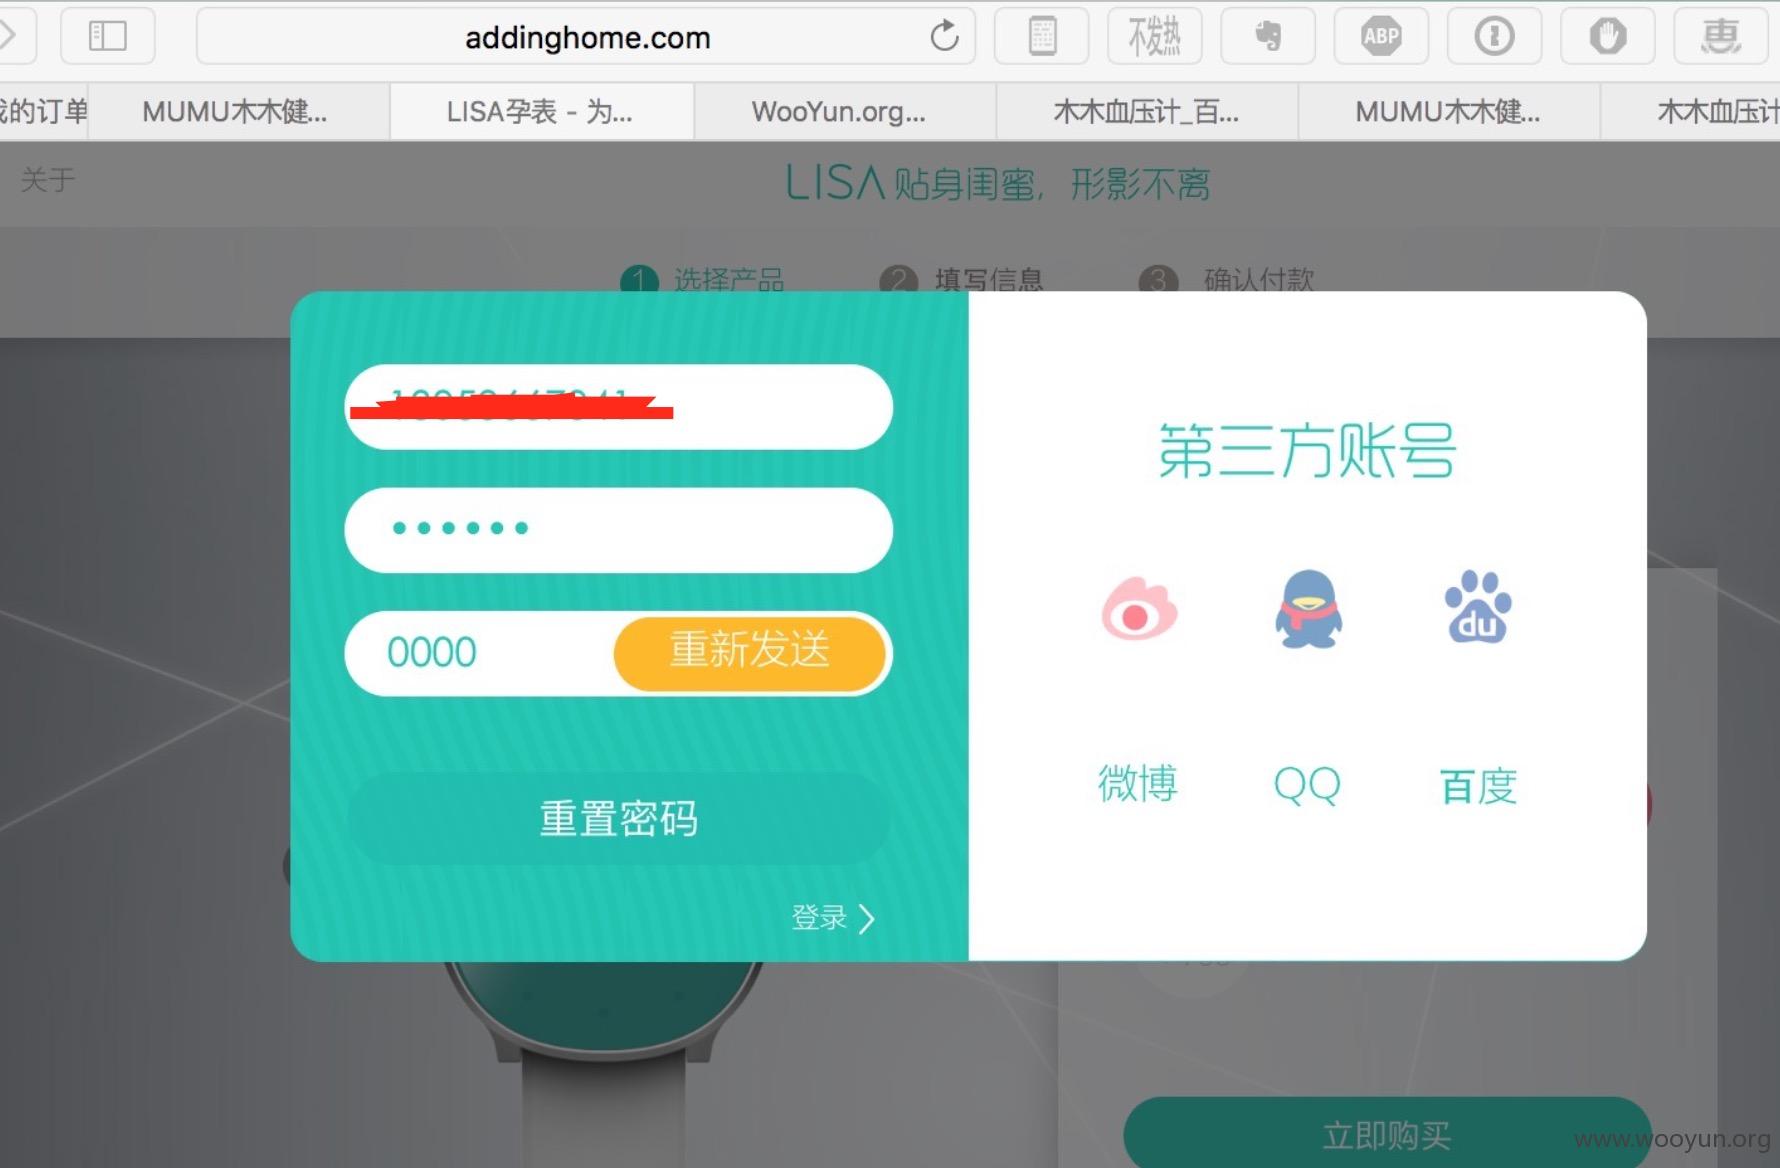 addinghome.com
不发热
ABP
惠
我的订单
MUMU木木健...
LISA孕表 - 为...
WooYun.org...
木木血压计_百...
MUMU木木健...
木木血压计
关于
LISA 贴身闺蜜，形影不离
1 选择产品
2 填写信息
3 确认付款
0000
重新发送
重置密码
登录
第三方账号
du
微博
QQ
百度
立即购买
www.wooyun.org